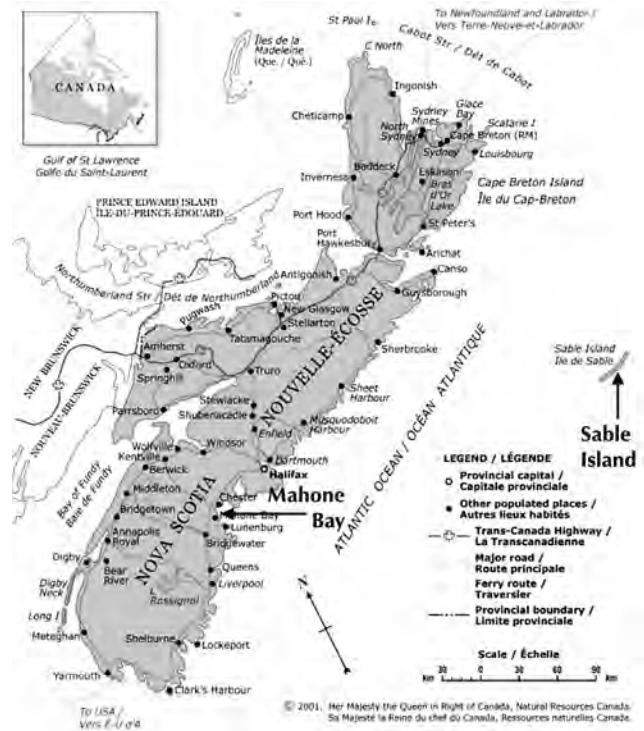 St Paul I.
To Newfoundland and Labrador /
Vers Terre-Neuve-et-Labrador
Cabot Str / Dét de Cabot
C North
Îles de la
Madeleine
(Que. / Qué.)
CANADA
Gulf of St Lawrence
Golfe du Saint-Laurent
Ingonish
Cheticamp
Sydney
Mines
Glace
Bay
Scatarie I
North
Sydney
Cape Breton (RM)
Sydney
Louisbourg
Baddeck
Eskasoni
Inverness
Bras
d'Or
Lake
Cape Breton Island
Île du Cap-Breton
PRINCE EDWARD ISLAND
ÎLE-DU-PRINCE-ÉDOUARD
Port Hood
St Peter's
Port
Hawkesbury
Arichat
Canso
Northumberland Str / Dét de Northumberland
Antigonish
Guysborough
Pictou
New Glasgow
Stellarton
Pugwash
Tatamagouche
NOUVELLE-ÉCOSSE
Sherbrooke
NEW BRUNSWICK
NOUVEAU-BRUNSWICK
Amherst
Oxford
Springhill
Truro
Sable Island
Île de Sable
Sheet
Harbour
Parrsboro
Stewiacke
Shubenacadie
Musquodoboit
Harbour
Enfield
ATLANTIC OCEAN / OCÉAN ATLANTIQUE
Sable
Island
Wolfville
Windsor
Kentville
Berwick
Dartmouth
Halifax
Bay of Fundy
Baie de Fundy
Middleton
Chester
Mahone
Bay
Mahone Bay
Bridgetown
Lunenburg
NOVA SCOTIA
Annapolis
Royal
Bridgewater
Digby
Bear
River
Queens
Liverpool
Digby
Neck
L
Rossignol
Long I
Meteghan
Shelburne
Lockeport
Yarmouth
Clark's Harbour
To USA /
Vers É-U d'A
N
LEGEND / LÉGENDE
Provincial capital /
Capitale provinciale
Other populated places /
Autres lieux habités
Trans-Canada Highway /
La Transcanadienne
Major road /
Route principale
Ferry route /
Traversier
Provincial boundary /
Limite provinciale
Scale / Échelle
30 0 30 60 90
km km
© 2001. Her Majesty the Queen in Right of Canada, Natural Resources Canada.
Sa Majesté la Reine du chef du Canada, Ressources naturelles Canada.